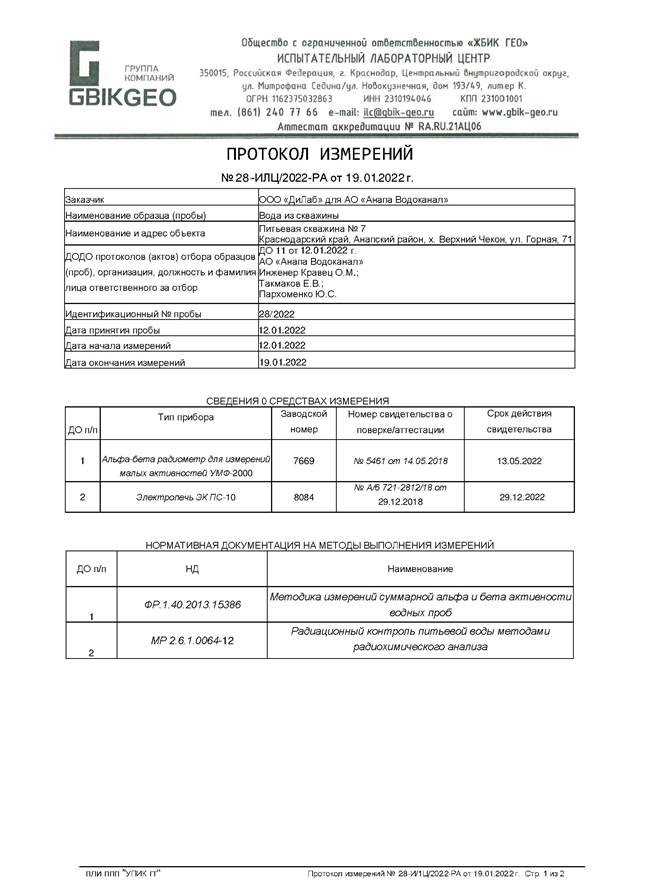 Общество с ограниченной ответственностью «ЖБИК ГЕО»
ИСПЫТАТЕЛЬНЫЙ ЛАБОРАТОРНЫЙ ЦЕНТР
ГРУППА
КОМПАНИЙ
GBIKGEO
350015, Российская Федерация, г. Краснодар, Центральный внутригородской округ,
ул. Митрофана Седина/ул. Новокузнечная, дом 193/49, литер К.
ОГРН 1162375032863 ИНН 2310194046 КПП 231001001
тел. (861) 240 77 66 e-mail: ilc@gbik-geo.ru сайт: www.gbik-geo.ru
Аттестат аккредитации № RA.RU.21АЦ06
ПРОТОКОЛ ИЗМЕРЕНИЙ
№ 28-ИЛЦ/2022-РА от 19.01.2022 г.
Заказчик ООО «ДиЛаб» для АО «Анапа Водоканал»
Наименование образца (пробы) Вода из скважины
Наименование и адрес объекта Питьевая скважина № 7
Краснодарский край, Анапский район, х. Верхний Чекон, ул. Горная, 71
ДОДО протоколов (актов) отбора образцов (проб), организация, должность и фамилия лица ответственного за отбор
ДО 11 от 12.01.2022 г.
АО «Анапа Водоканал»
Инженер Кравец О.М.;
Такмаков Е.В.;
Пархоменко Ю.С.
Идентификационный № пробы 28/2022
Дата принятия пробы 12.01.2022
Дата начала измерений 12.01.2022
Дата окончания измерений 19.01.2022
СВЕДЕНИЯ 0 СРЕДСТВАХ ИЗМЕРЕНИЯ
ДО п/п Тип прибора Заводской номер Номер свидетельства о поверке/аттестации Срок действия свидетельства
1 Альфа-бета радиометр для измерений малых активностей УМФ-2000 7669 № 5461 от 14.05.2018 13.05.2022
2 Электропечь ЭК ПС-10 8084 № А/6 721-2812/18 от 29.12.2018 29.12.2022
НОРМАТИВНАЯ ДОКУМЕНТАЦИЯ НА МЕТОДЫ ВЫПОЛНЕНИЯ ИЗМЕРЕНИЙ
ДО п/п НД Наименование
1 ФР.1.40.2013.15386 Методика измерений суммарной альфа и бета активности водных проб
2 МР 2.6.1.0064-12 Радиационный контроль питьевой воды методами радиохимического анализа
ПЛИ ППП "УПИК ГГ" Протокол измерений № 28-И/1Ц/2022-РА от 19.01.2022 г. Стр. 1 из 2